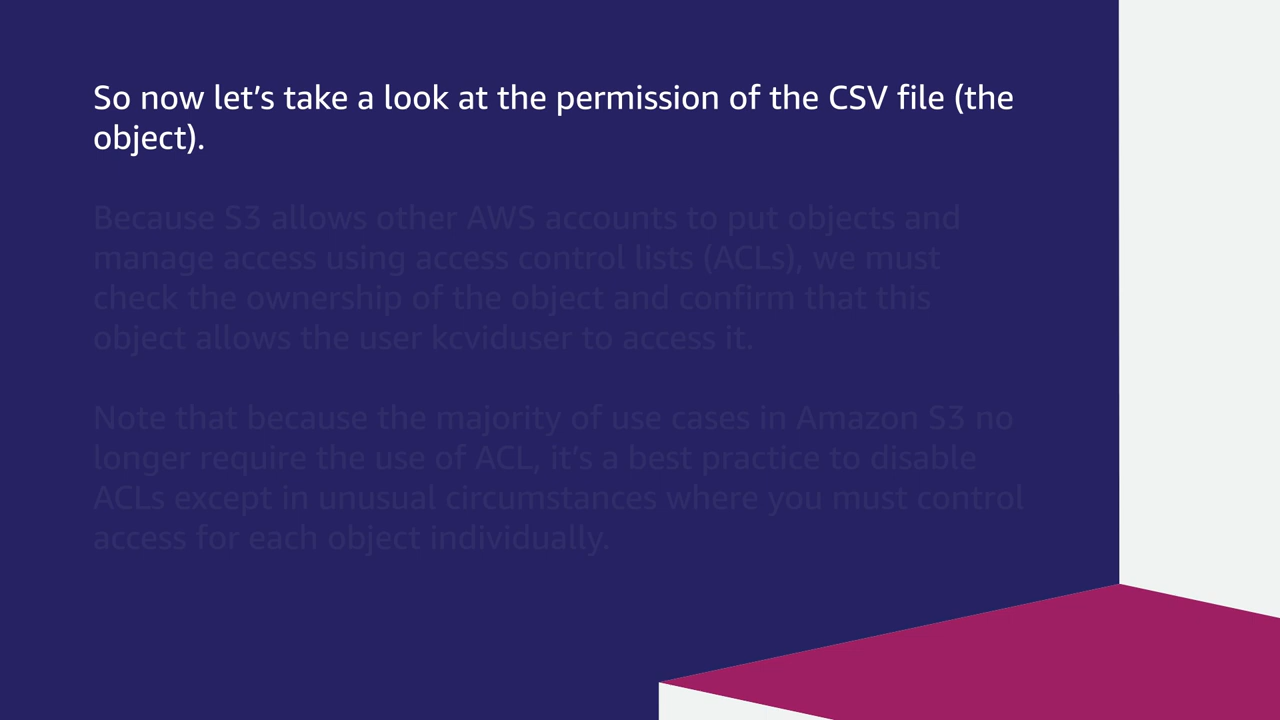 So now let’s take a look at the permission of the CSV file (the
object).
Because S3 allows other AWS accounts to put objects and
manage access using access control lists (ACLs), we must
check the ownership of the object and confirm that this
object allows the user kcviduser to access it.
Note that because the majority of use cases in Amazon S3 no
longer require the use of ACL, it’s a best practice to disable
ACLs except in unusual circumstances where you must control
access for each object individually.